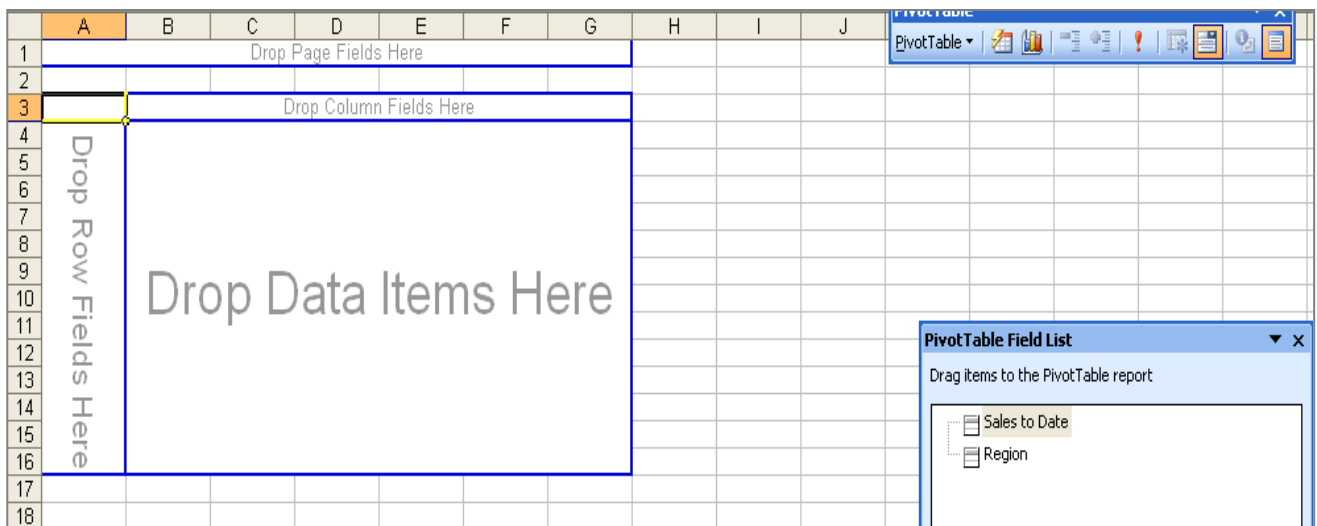 PivotTable
A B C D E F G H I J
PivotTable
1 Drop Page Fields Here
2
3 Drop Column Fields Here
4
5
6
7
8
9
10
11
12
13
14
15
16
17
18
Drop Row Fields Here
Drop Data Items Here
PivotTable Field List
Drag items to the PivotTable report
Sales to Date
Region